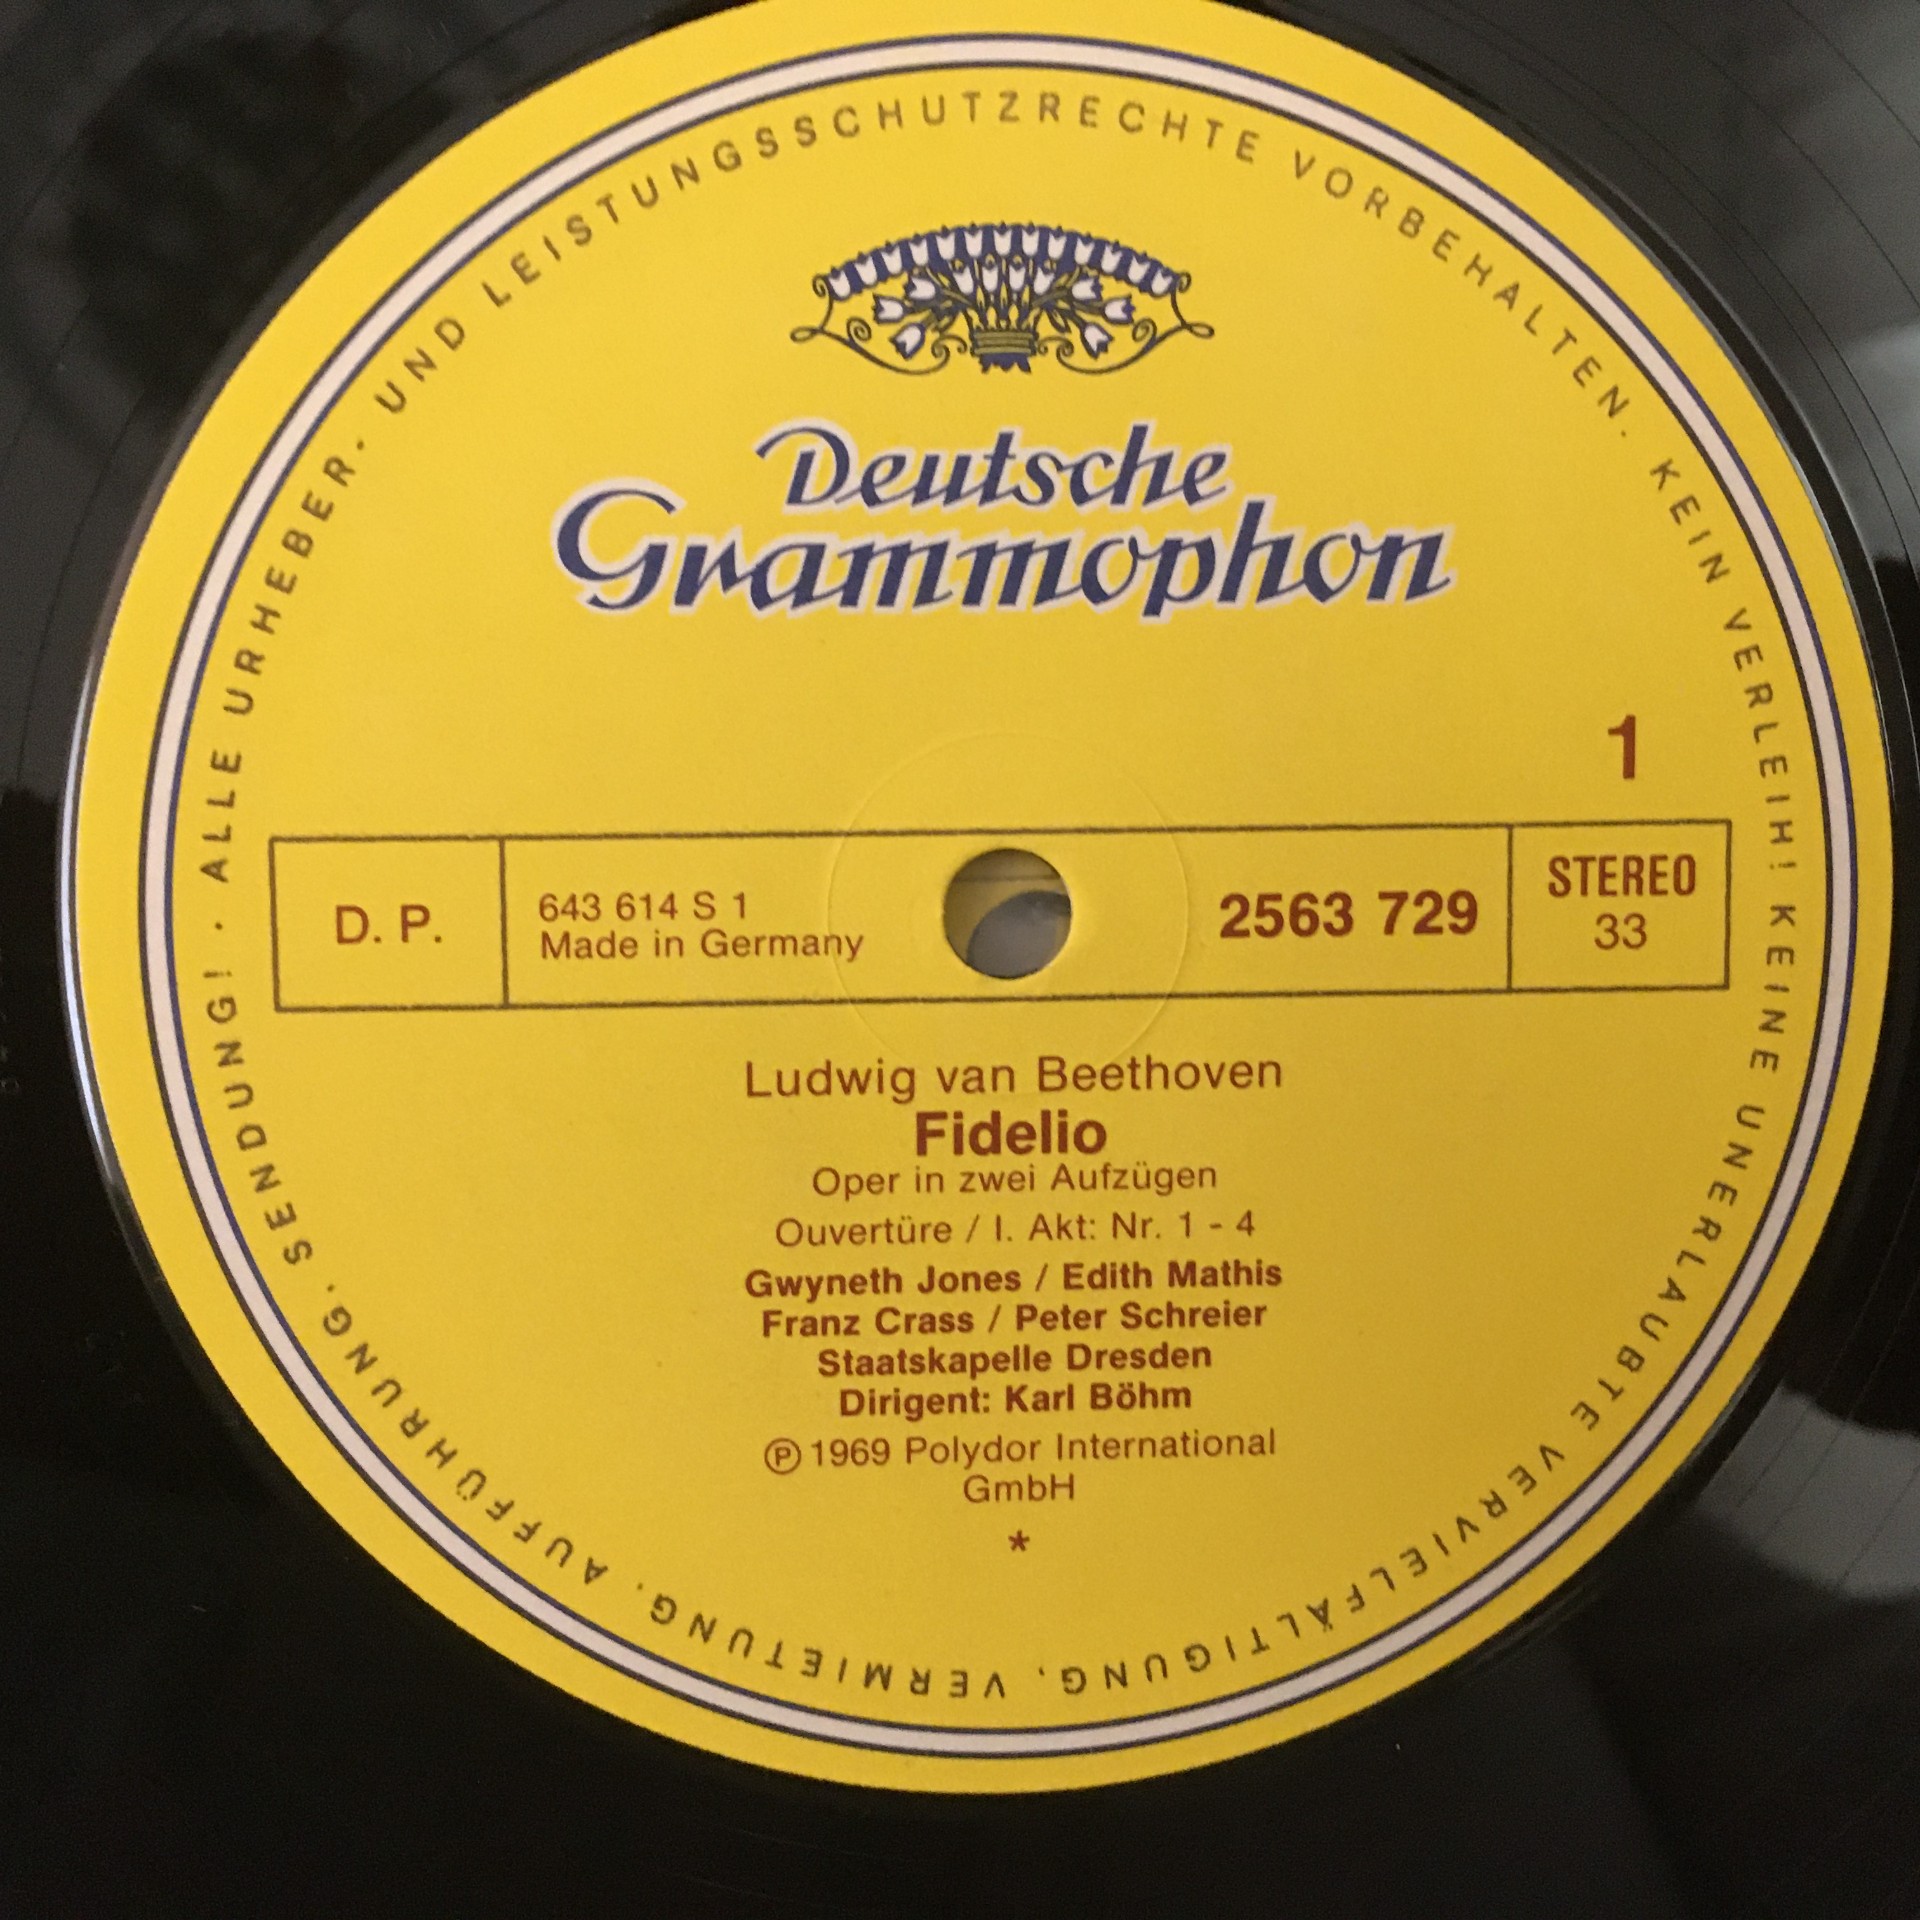 ALLE URHEBER- UND LEISTUNGSSCHUTZRECHTE VORBEHALTEN. KEIN VERLEIH! KEINE UNERLAUBTE VERVIELFÄLTIGUNG, VERMIETUNG, AUFFÜHRUNG, SENDUNG! ·
Deutsche
Grammophon
1
D. P.
643 614 S 1
Made in Germany
2563 729
STEREO
33
Ludwig van Beethoven
Fidelio
Oper in zwei Aufzügen
Ouvertüre / I. Akt: Nr. 1 - 4
Gwyneth Jones / Edith Mathis
Franz Crass / Peter Schreier
Staatskapelle Dresden
Dirigent: Karl Böhm
Ⓟ 1969 Polydor International
GmbH
*